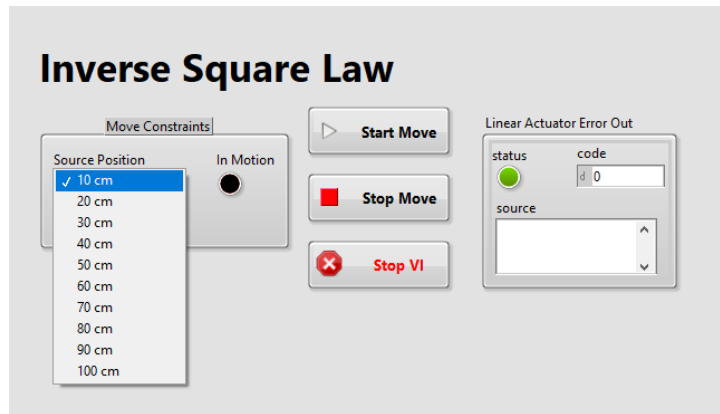 Inverse Square Law
Move Constraints
Source Position
In Motion
✓ 10 cm
20 cm
30 cm
40 cm
50 cm
60 cm
70 cm
80 cm
90 cm
100 cm
Start Move
Stop Move
Stop VI
Linear Actuator Error Out
status
code
d 0
source